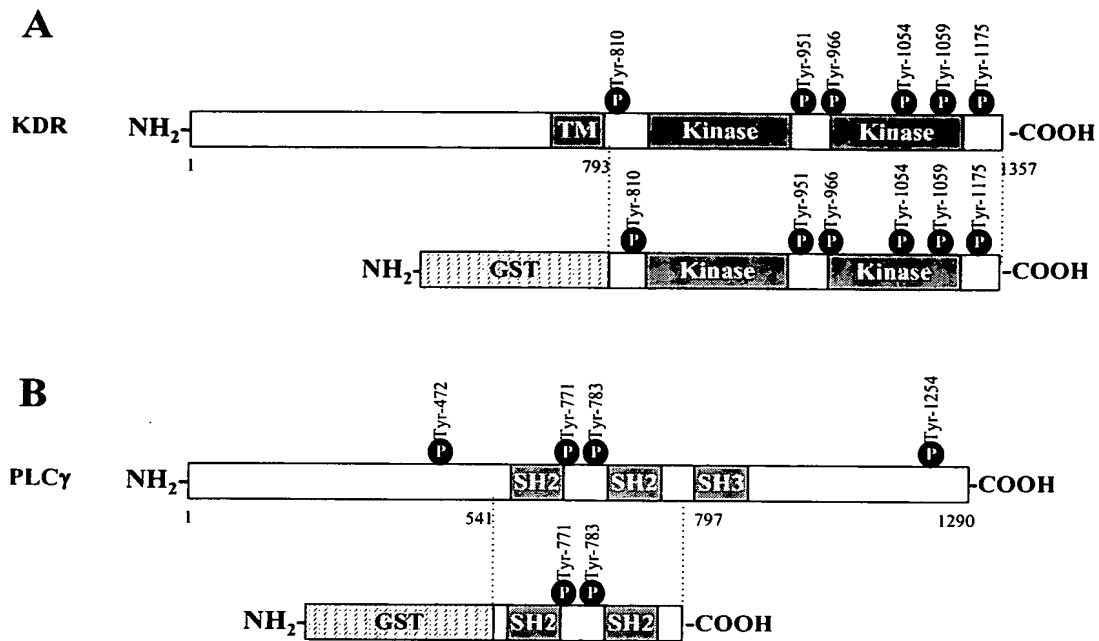 A
Tyr-810 Tyr-951 Tyr-966 Tyr-1054 Tyr-1059 Tyr-1175
P P P P P P
KDR NH2- TM Kinase Kinase -COOH
1 793 1357
Tyr-810 Tyr-951 Tyr-966 Tyr-1054 Tyr-1059 Tyr-1175
P P P P P P
NH2- GST Kinase Kinase -COOH
B
Tyr-472 Tyr-771 Tyr-783 Tyr-1254
P P P P
PLCγ NH2- SH2 SH2 SH3 -COOH
1 541 797 1290
Tyr-771 Tyr-783
P P
NH2- GST SH2 SH2 -COOH